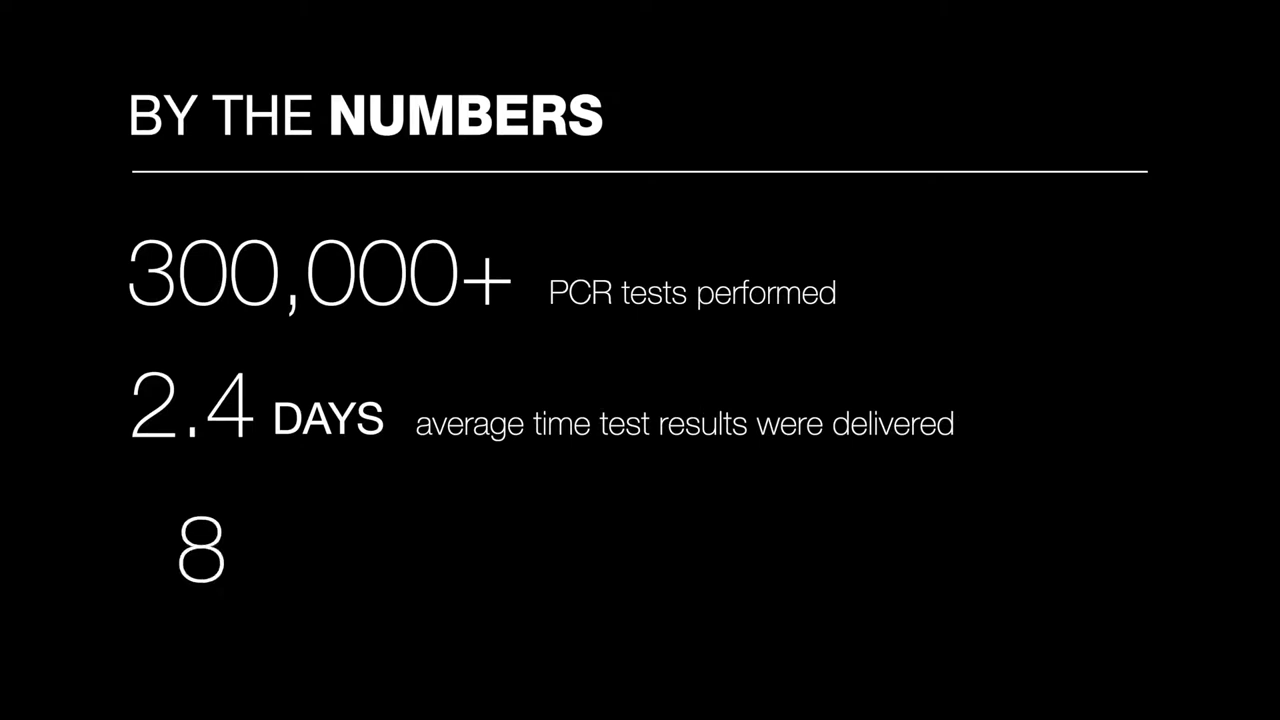 BY THE NUMBERS
300,000+ PCR tests performed
2.4 DAYS average time test results were delivered
8